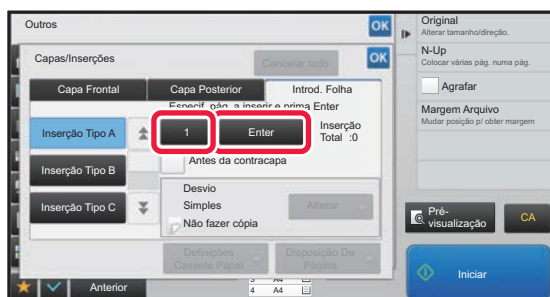 Outros
OK
Capas/Inserções
Cancelar tudo
OK
Capa Frontal
Capa Posterior
Introd. Folha
Especif. pág. a inserir e prima Enter
Inserção Tipo A
1
Enter
Inserção
Total :0
Inserção Tipo B
Antes da contracapa
Inserção Tipo C
Desvio
Simples
Não fazer cópia
Alterar
Definições
Cassete Papel
Disposição De
Página
Anterior
3 A4
4 A4
Original
Alterar tamanho/direção.
N-Up
Colocar várias pág. numa pág.
Agrafar
Margem Arquivo
Mudar posição p/ obter margem
Pré-
visualização
CA
Iniciar